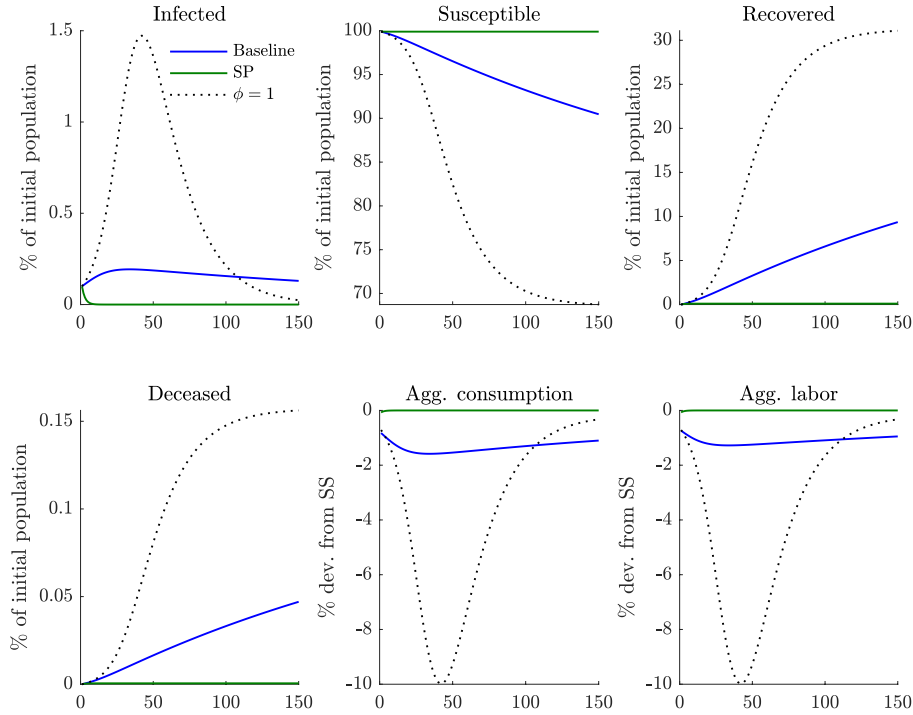 Infected
Susceptible
Recovered
% of initial population
1.5
1
0.5
0
Baseline
SP
ϕ = 1
0 50 100 150
% of initial population
100
95
90
85
80
75
70
0 50 100 150
% of initial population
30
25
20
15
10
5
0
0 50 100 150
Deceased
Agg. consumption
Agg. labor
% of initial population
0.15
0.1
0.05
0
0 50 100 150
% dev. from SS
0
-2
-4
-6
-8
-10
0 50 100 150
% dev. from SS
0
-2
-4
-6
-8
-10
0 50 100 150